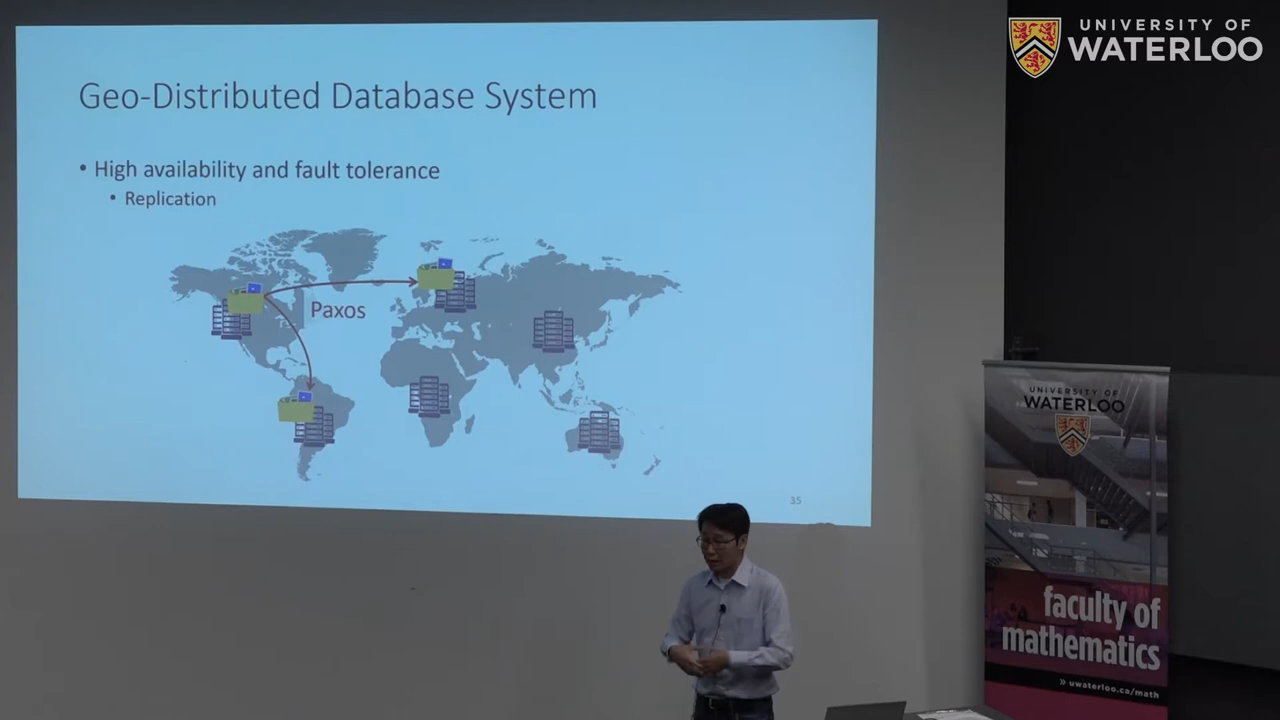 UNIVERSITY OF
WATERLOO
Geo-Distributed Database System
• High availability and fault tolerance
• Replication
Paxos
35
UNIVERSITY OF
WATERLOO
faculty of
mathematics
» uwaterloo.ca/math